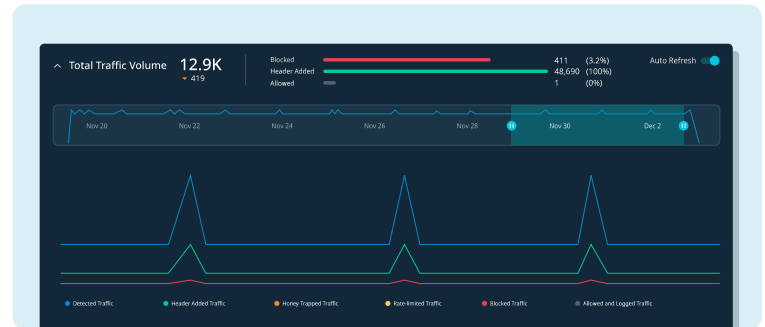 Total Traffic Volume 12.9K
419
Blocked 411 (3.2%)
Header Added 48,690 (100%)
Allowed 1 (0%)
Auto Refresh
Nov 20 Nov 22 Nov 24 Nov 26 Nov 28 Nov 30 Dec 2
Detected Traffic Header Added Traffic Honey Trapped Traffic Rate-limited Traffic Blocked Traffic Allowed and Logged Traffic